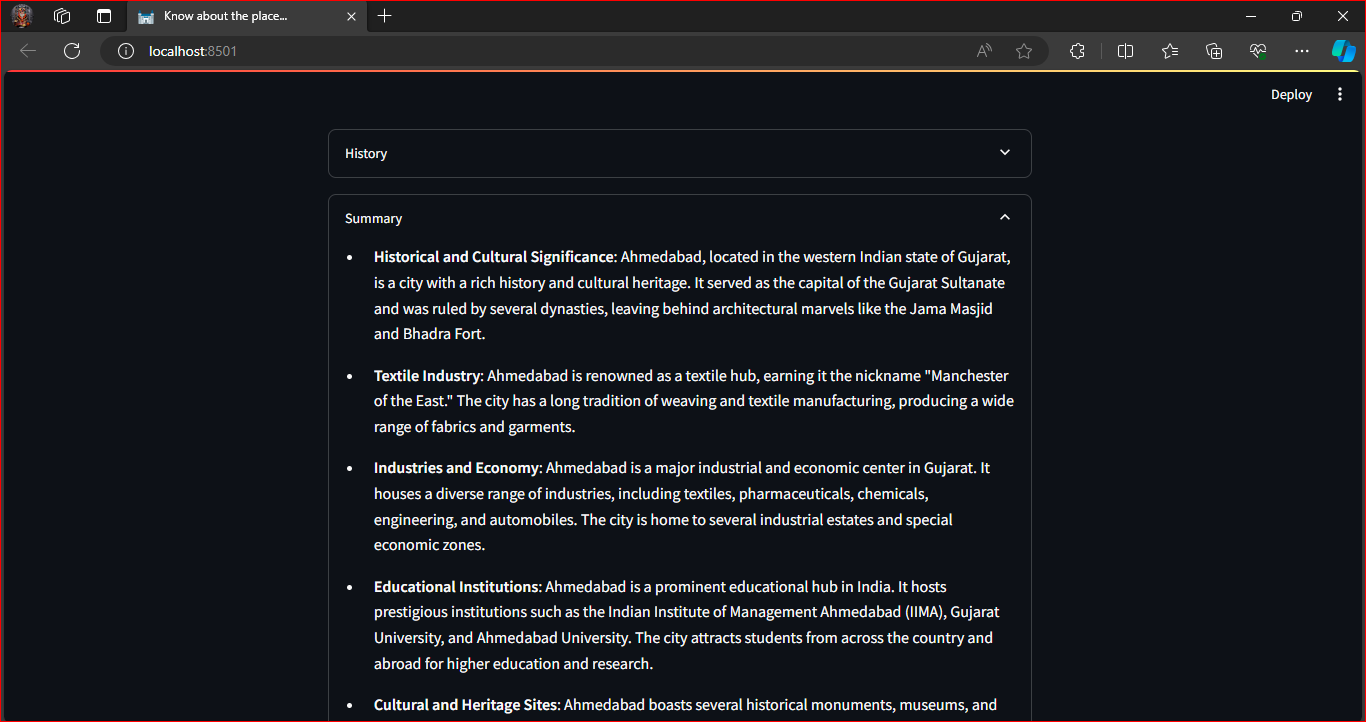 Know about the place...
localhost:8501
Deploy
History
Summary
• Historical and Cultural Significance: Ahmedabad, located in the western Indian state of Gujarat,
is a city with a rich history and cultural heritage. It served as the capital of the Gujarat Sultanate
and was ruled by several dynasties, leaving behind architectural marvels like the Jama Masjid
and Bhadra Fort.
• Textile Industry: Ahmedabad is renowned as a textile hub, earning it the nickname "Manchester
of the East." The city has a long tradition of weaving and textile manufacturing, producing a wide
range of fabrics and garments.
• Industries and Economy: Ahmedabad is a major industrial and economic center in Gujarat. It
houses a diverse range of industries, including textiles, pharmaceuticals, chemicals,
engineering, and automobiles. The city is home to several industrial estates and special
economic zones.
• Educational Institutions: Ahmedabad is a prominent educational hub in India. It hosts
prestigious institutions such as the Indian Institute of Management Ahmedabad (IIMA), Gujarat
University, and Ahmedabad University. The city attracts students from across the country and
abroad for higher education and research.
• Cultural and Heritage Sites: Ahmedabad boasts several historical monuments, museums, and